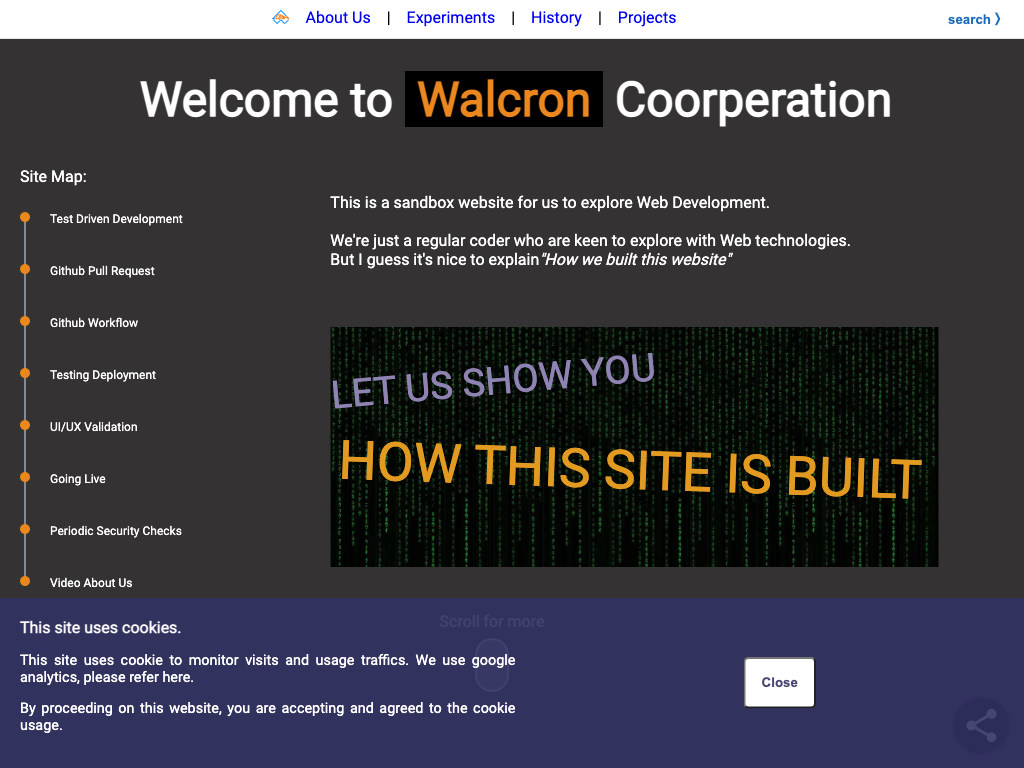 About Us | Experiments | History | Projects
search ⟩
Welcome to Walcron Coorperation
Site Map:
Test Driven Development
Github Pull Request
Github Workflow
Testing Deployment
UI/UX Validation
Going Live
Periodic Security Checks
Video About Us
This is a sandbox website for us to explore Web Development.
We're just a regular coder who are keen to explore with Web technologies.
But I guess it's nice to explain "How we built this website"
LET US SHOW YOU
HOW THIS SITE IS BUILT
Scroll for more
This site uses cookies.
This site uses cookie to monitor visits and usage traffics. We use google
analytics, please refer here.
By proceeding on this website, you are accepting and agreed to the cookie
usage.
Close